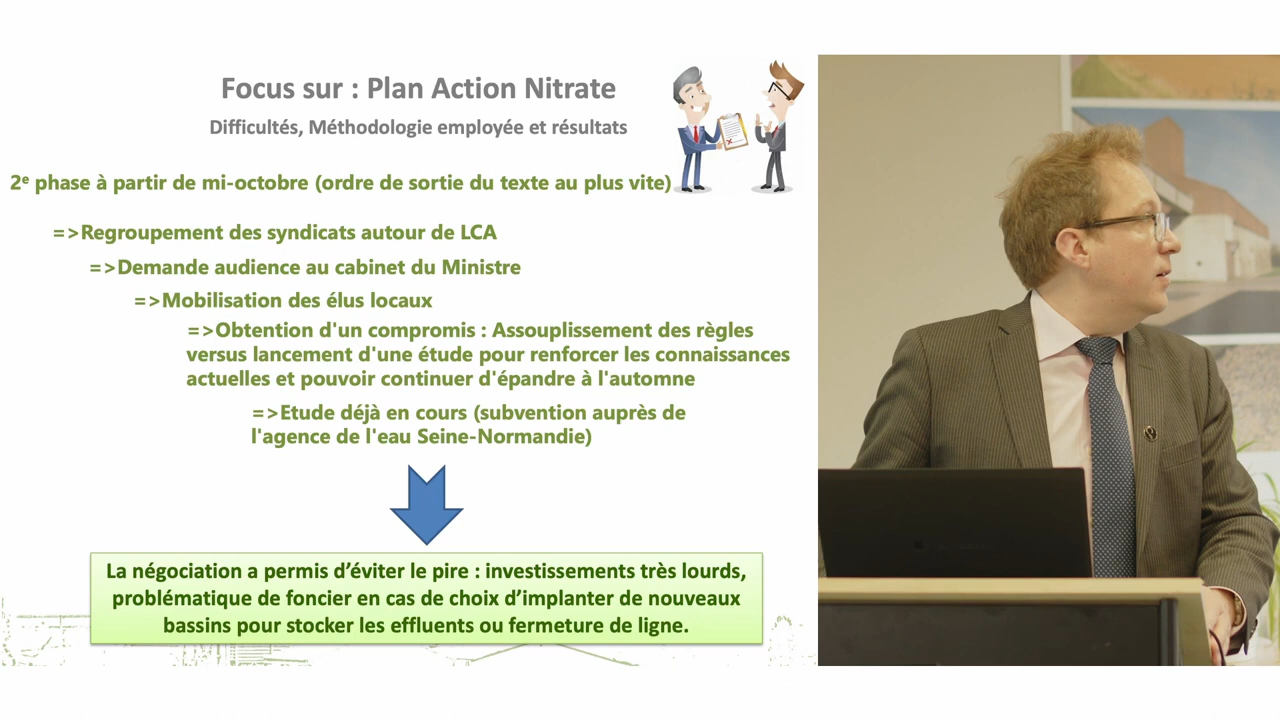 Focus sur : Plan Action Nitrate
Difficultés, Méthodologie employée et résultats
2e phase à partir de mi-octobre (ordre de sortie du texte au plus vite)
=>Regroupement des syndicats autour de LCA
=>Demande audience au cabinet du Ministre
=>Mobilisation des élus locaux
=>Obtention d'un compromis : Assouplissement des règles
versus lancement d'une étude pour renforcer les connaissances
actuelles et pouvoir continuer d'épandre à l'automne
=>Etude déjà en cours (subvention auprès de
l'agence de l'eau Seine-Normandie)
La négociation a permis d’éviter le pire : investissements très lourds,
problématique de foncier en cas de choix d’implanter de nouveaux
bassins pour stocker les effluents ou fermeture de ligne.